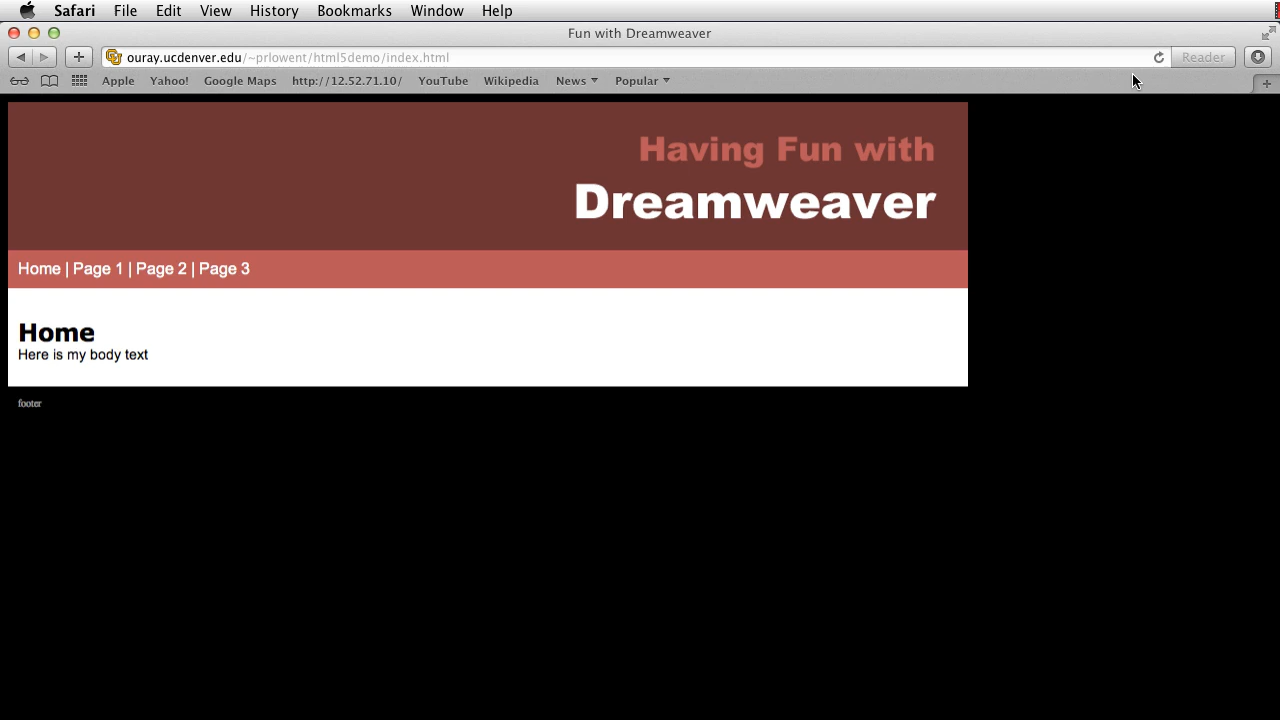 Safari File Edit View History Bookmarks Window Help
Fun with Dreamweaver
ouray.ucdenver.edu/~prlowent/html5demo/index.html Reader
Apple Yahoo! Google Maps http://12.52.71.10/ YouTube Wikipedia News Popular
Having Fun with
Dreamweaver
Home | Page 1 | Page 2 | Page 3
Home
Here is my body text
footer